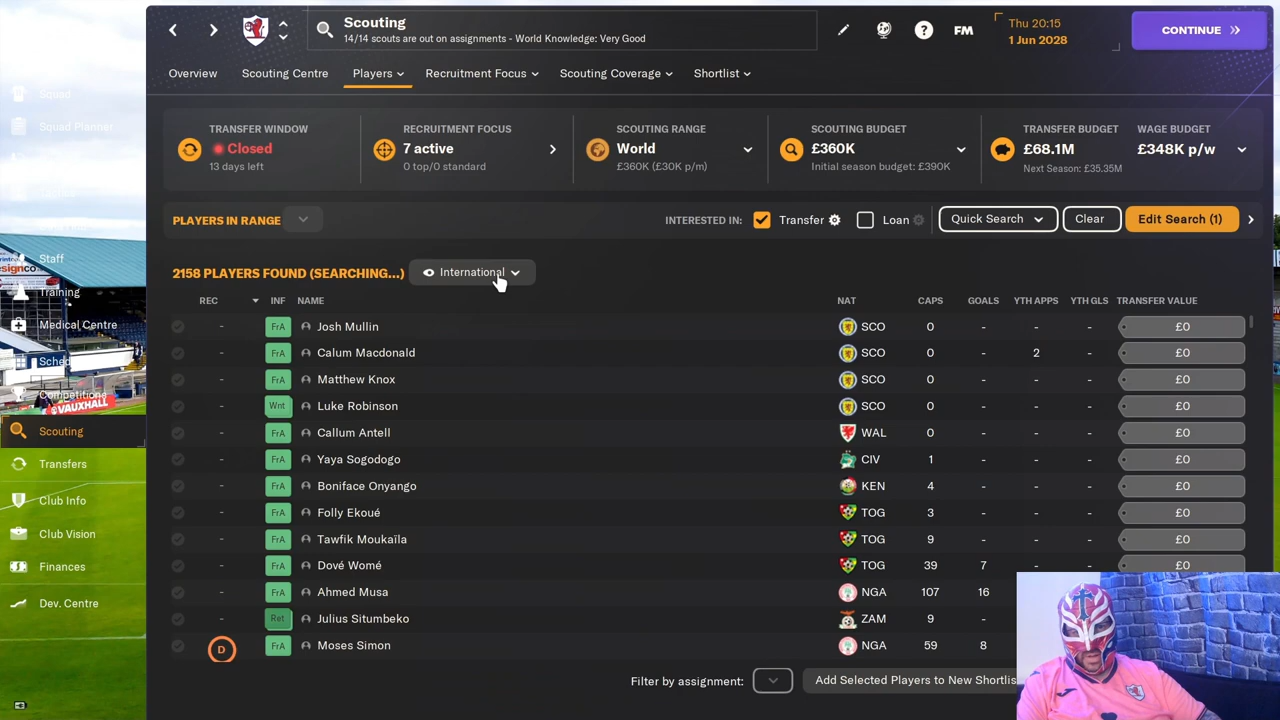 Scouting
14/14 scouts are out on assignments - World Knowledge: Very Good
FM
Thu 20:15
1 Jun 2028
CONTINUE
Overview
Scouting Centre
Players
Recruitment Focus
Scouting Coverage
Shortlist
TRANSFER WINDOW
Closed
13 days left
RECRUITMENT FOCUS
7 active
0 top/0 standard
SCOUTING RANGE
World
£360K (£30K p/m)
SCOUTING BUDGET
£360K
Initial season budget: £390K
TRANSFER BUDGET
£68.1M
Next Season: £35.35M
WAGE BUDGET
£348K p/w
PLAYERS IN RANGE
INTERESTED IN: Transfer Loan
Quick Search
Clear
Edit Search (1)
2158 PLAYERS FOUND (SEARCHING...)
International
REC INF NAME NAT CAPS GOALS YTH APPS YTH GLS TRANSFER VALUE
- FrA Josh Mullin SCO 0 - - - £0
- FrA Calum Macdonald SCO 0 - 2 - £0
- FrA Matthew Knox SCO 0 - - - £0
- Wnt Luke Robinson SCO 0 - - - £0
- FrA Callum Antell WAL 0 - - - £0
- FrA Yaya Sogodogo CIV 1 - - - £0
- FrA Boniface Onyango KEN 4 - - - £0
- FrA Folly Ekoué TOG 3 - - - £0
- FrA Tawfik Moukaïla TOG 9 - - - £0
- FrA Dové Womé TOG 39 7 - - £0
- FrA Ahmed Musa NGA 107 16
- Ret Julius Situmbeko ZAM 9 -
D FrA Moses Simon NGA 59 8
Filter by assignment:
Add Selected Players to New Shortlis
Squad
Squad Planner
Staff
Training
Medical Centre
Sched
Competitions
Scouting
Transfers
Club Info
Club Vision
Finances
Dev. Centre
VAUXHALL